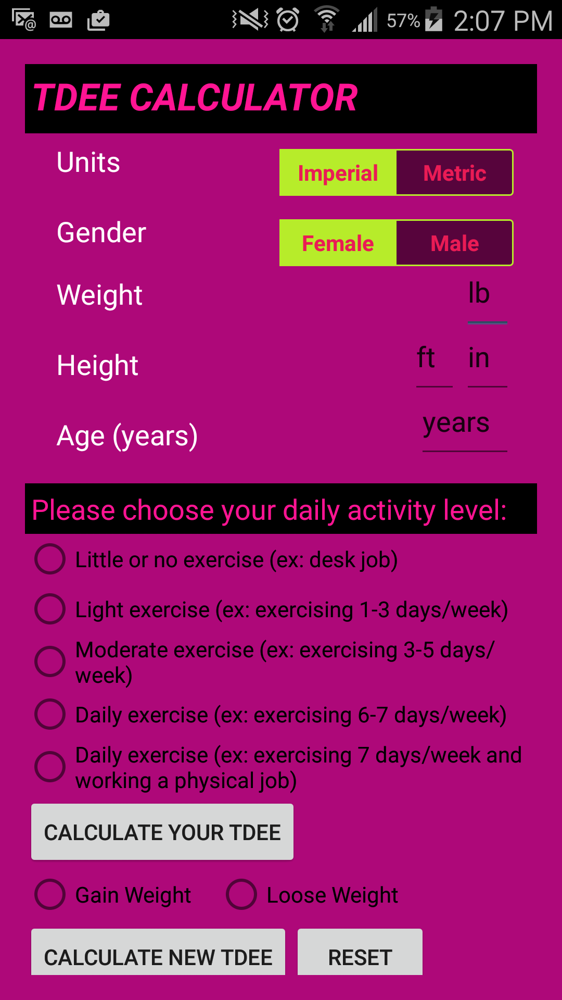 57% 2:07 PM
TDEE CALCULATOR
Units Imperial Metric
Gender Female Male
Weight lb
Height ft in
Age (years) years
Please choose your daily activity level:
Little or no exercise (ex: desk job)
Light exercise (ex: exercising 1-3 days/week)
Moderate exercise (ex: exercising 3-5 days/
week)
Daily exercise (ex: exercising 6-7 days/week)
Daily exercise (ex: exercising 7 days/week and
working a physical job)
CALCULATE YOUR TDEE
Gain Weight Loose Weight
CALCULATE NEW TDEE RESET